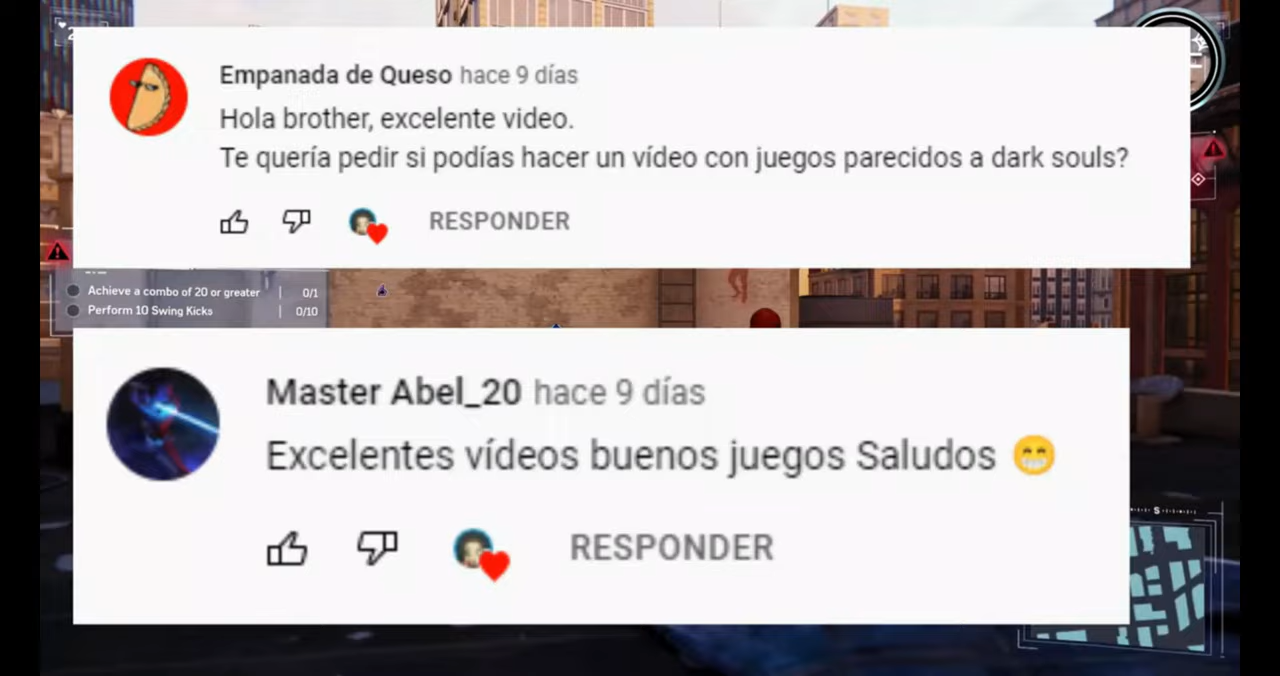 Empanada de Queso hace 9 días
Hola brother, excelente video.
Te quería pedir si podías hacer un vídeo con juegos parecidos a dark souls?
RESPONDER
Achieve a combo of 20 or greater | 0/1
Perform 10 Swing Kicks | 0/10
Master Abel_20 hace 9 días
Excelentes vídeos buenos juegos Saludos 😁
RESPONDER
S